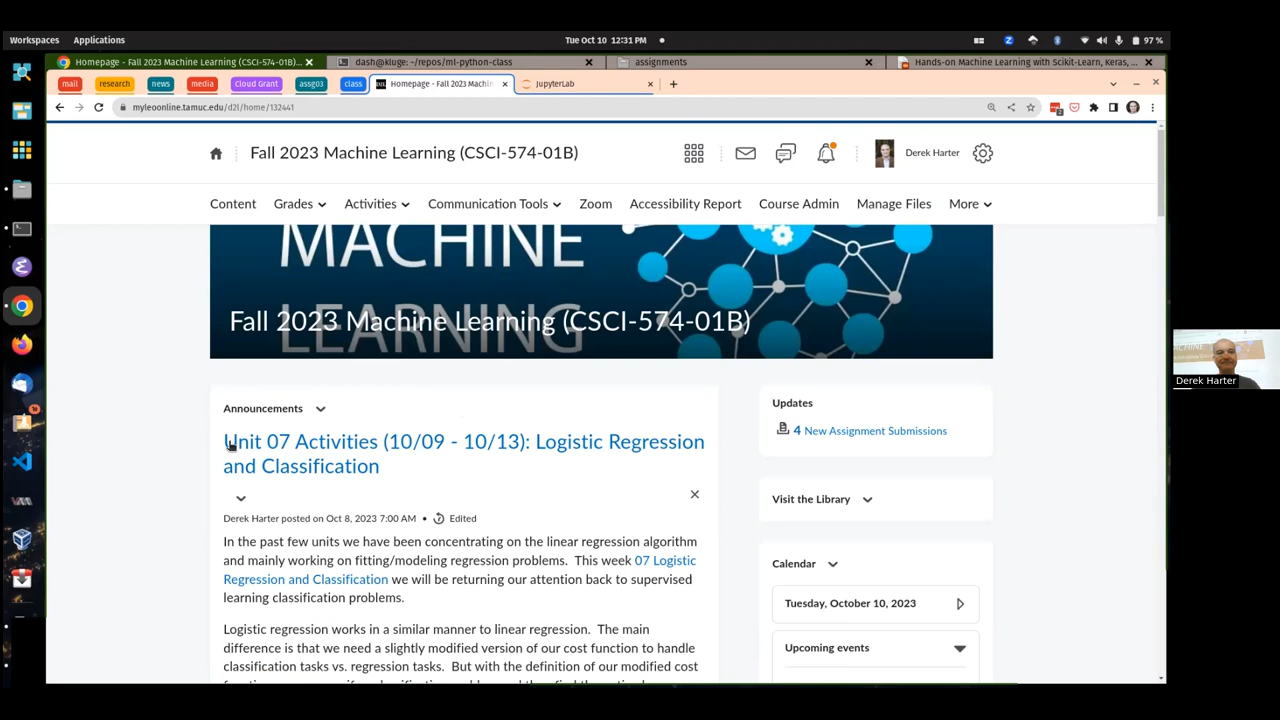 Workspaces Applications Tue Oct 10 12:31 PM 97 %
Homepage - Fall 2023 Machine Learning (CSCI-574-01B)... dash@kluge: ~/repos/ml-python-class assignments Hands-on Machine Learning with Scikit-Learn, Keras, ...
mail research news media Cloud Grant assg03 class Homepage - Fall 2023 Machin JupyterLab
myleoonline.tamuc.edu/d2l/home/132441
Fall 2023 Machine Learning (CSCI-574-01B) Derek Harter
Content Grades Activities Communication Tools Zoom Accessibility Report Course Admin Manage Files More
MACHINE
LEARNING
Fall 2023 Machine Learning (CSCI-574-01B)
Announcements
Unit 07 Activities (10/09 - 10/13): Logistic Regression
and Classification
Derek Harter posted on Oct 8, 2023 7:00 AM • Edited
In the past few units we have been concentrating on the linear regression algorithm
and mainly working on fitting/modeling regression problems. This week 07 Logistic
Regression and Classification we will be returning our attention back to supervised
learning classification problems.
Logistic regression works in a similar manner to linear regression. The main
difference is that we need a slightly modified version of our cost function to handle
classification tasks vs. regression tasks. But with the definition of our modified cost
Updates
4 New Assignment Submissions
Visit the Library
Calendar
Tuesday, October 10, 2023
Upcoming events
Derek Harter